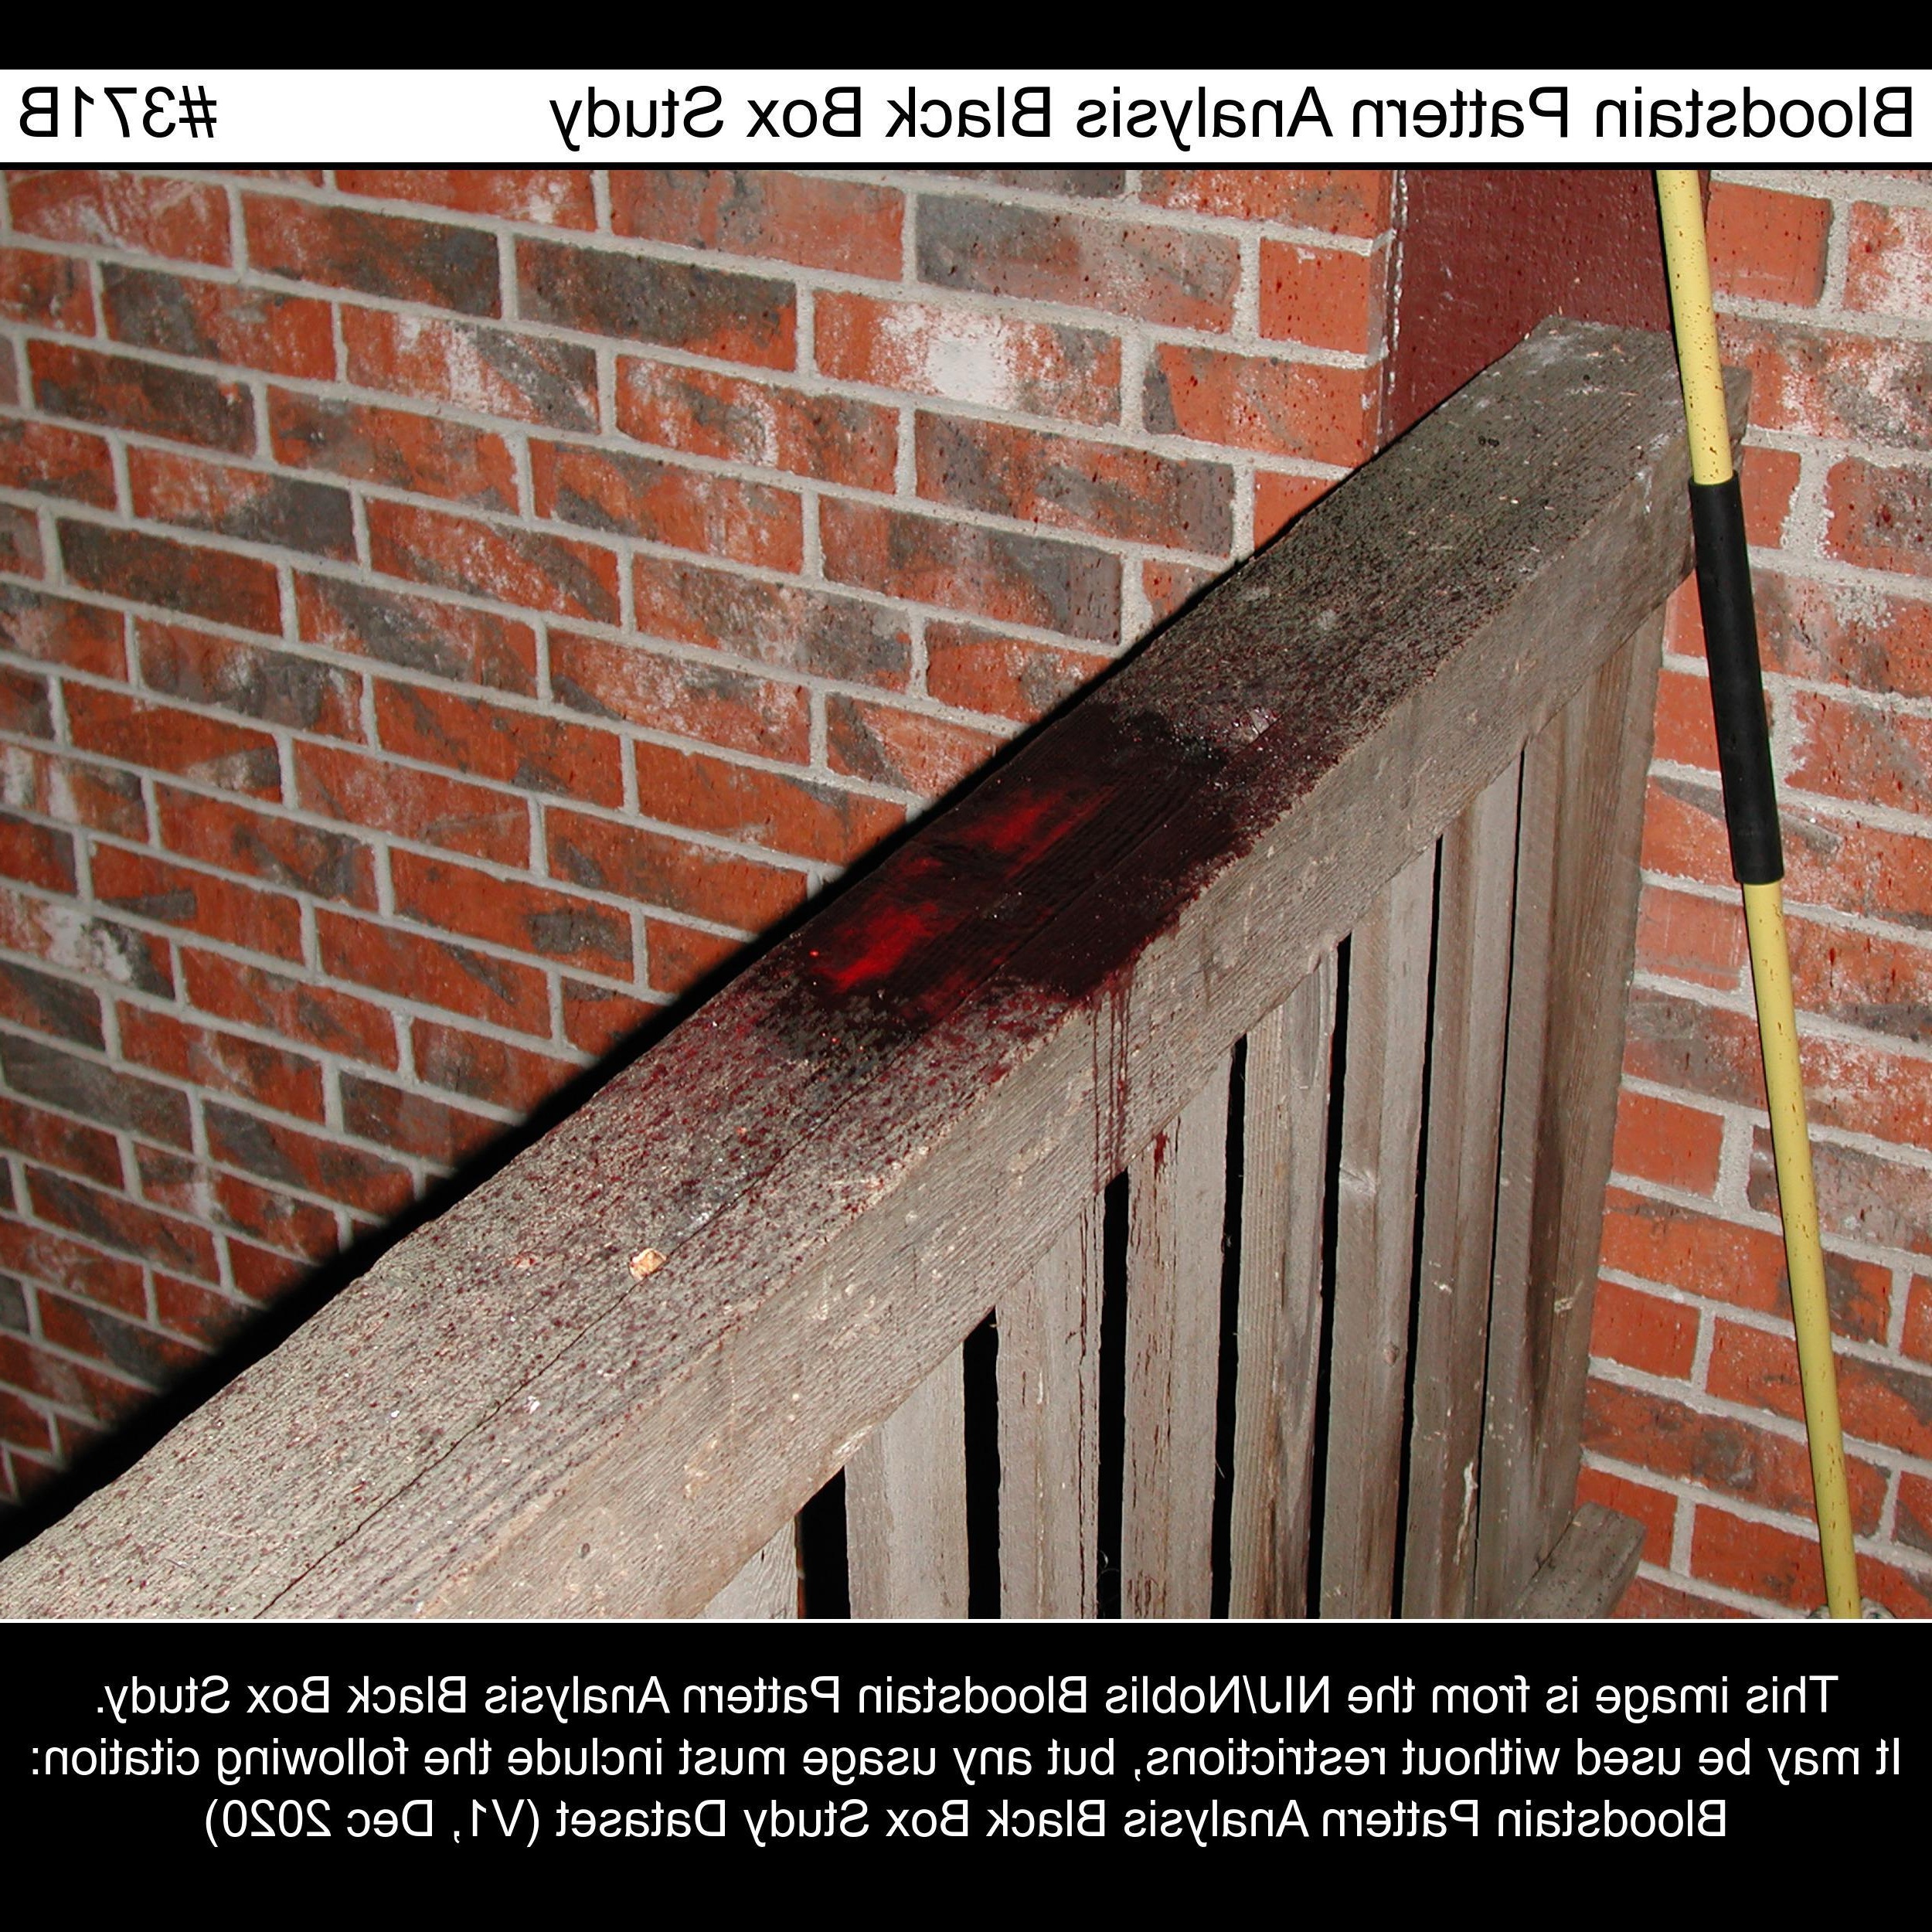 Bloodstain Pattern Analysis Black Box Study #371B
This image is from the NIJ/Noblis Bloodstain Pattern Analysis Black Box Study.
It may be used without restrictions, but any usage must include the following citation:
Bloodstain Pattern Analysis Black Box Study Dataset (V1, Dec 2020)